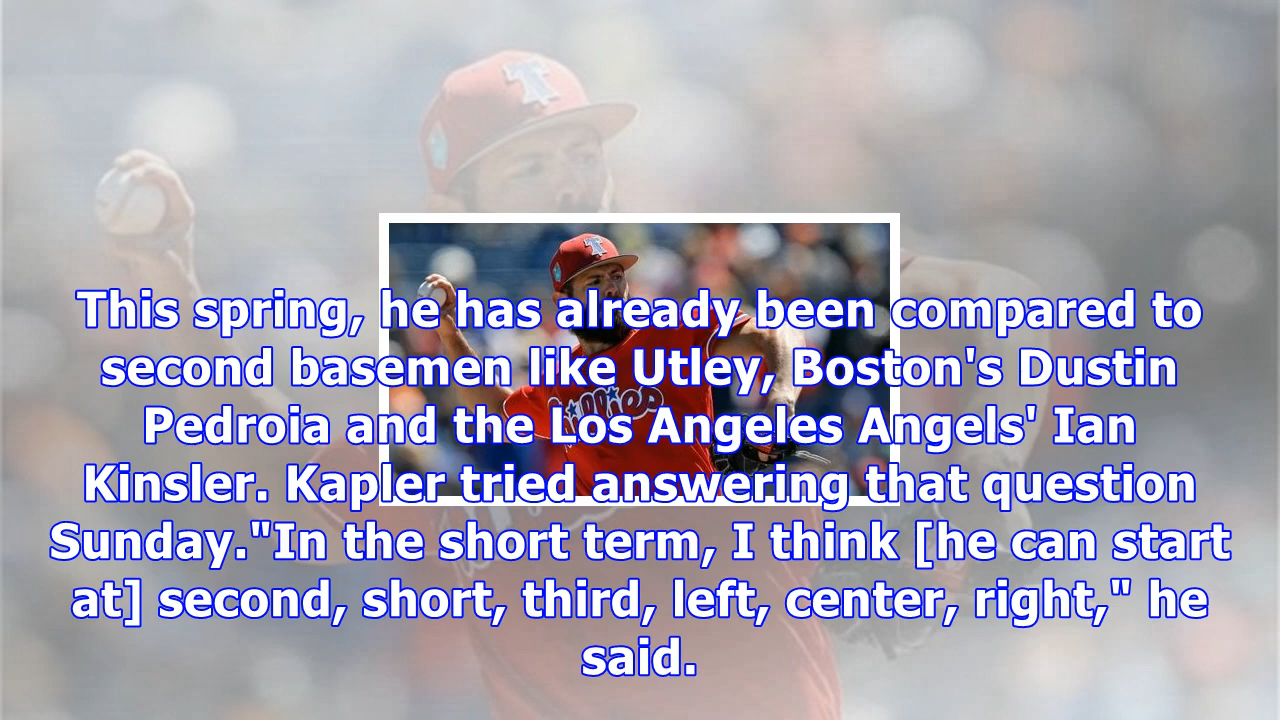 This spring, he has already been compared to
second basemen like Utley, Boston's Dustin
Pedroia and the Los Angeles Angels' Ian
Kinsler. Kapler tried answering that question
Sunday."In the short term, I think [he can start
at] second, short, third, left, center, right," he
said.